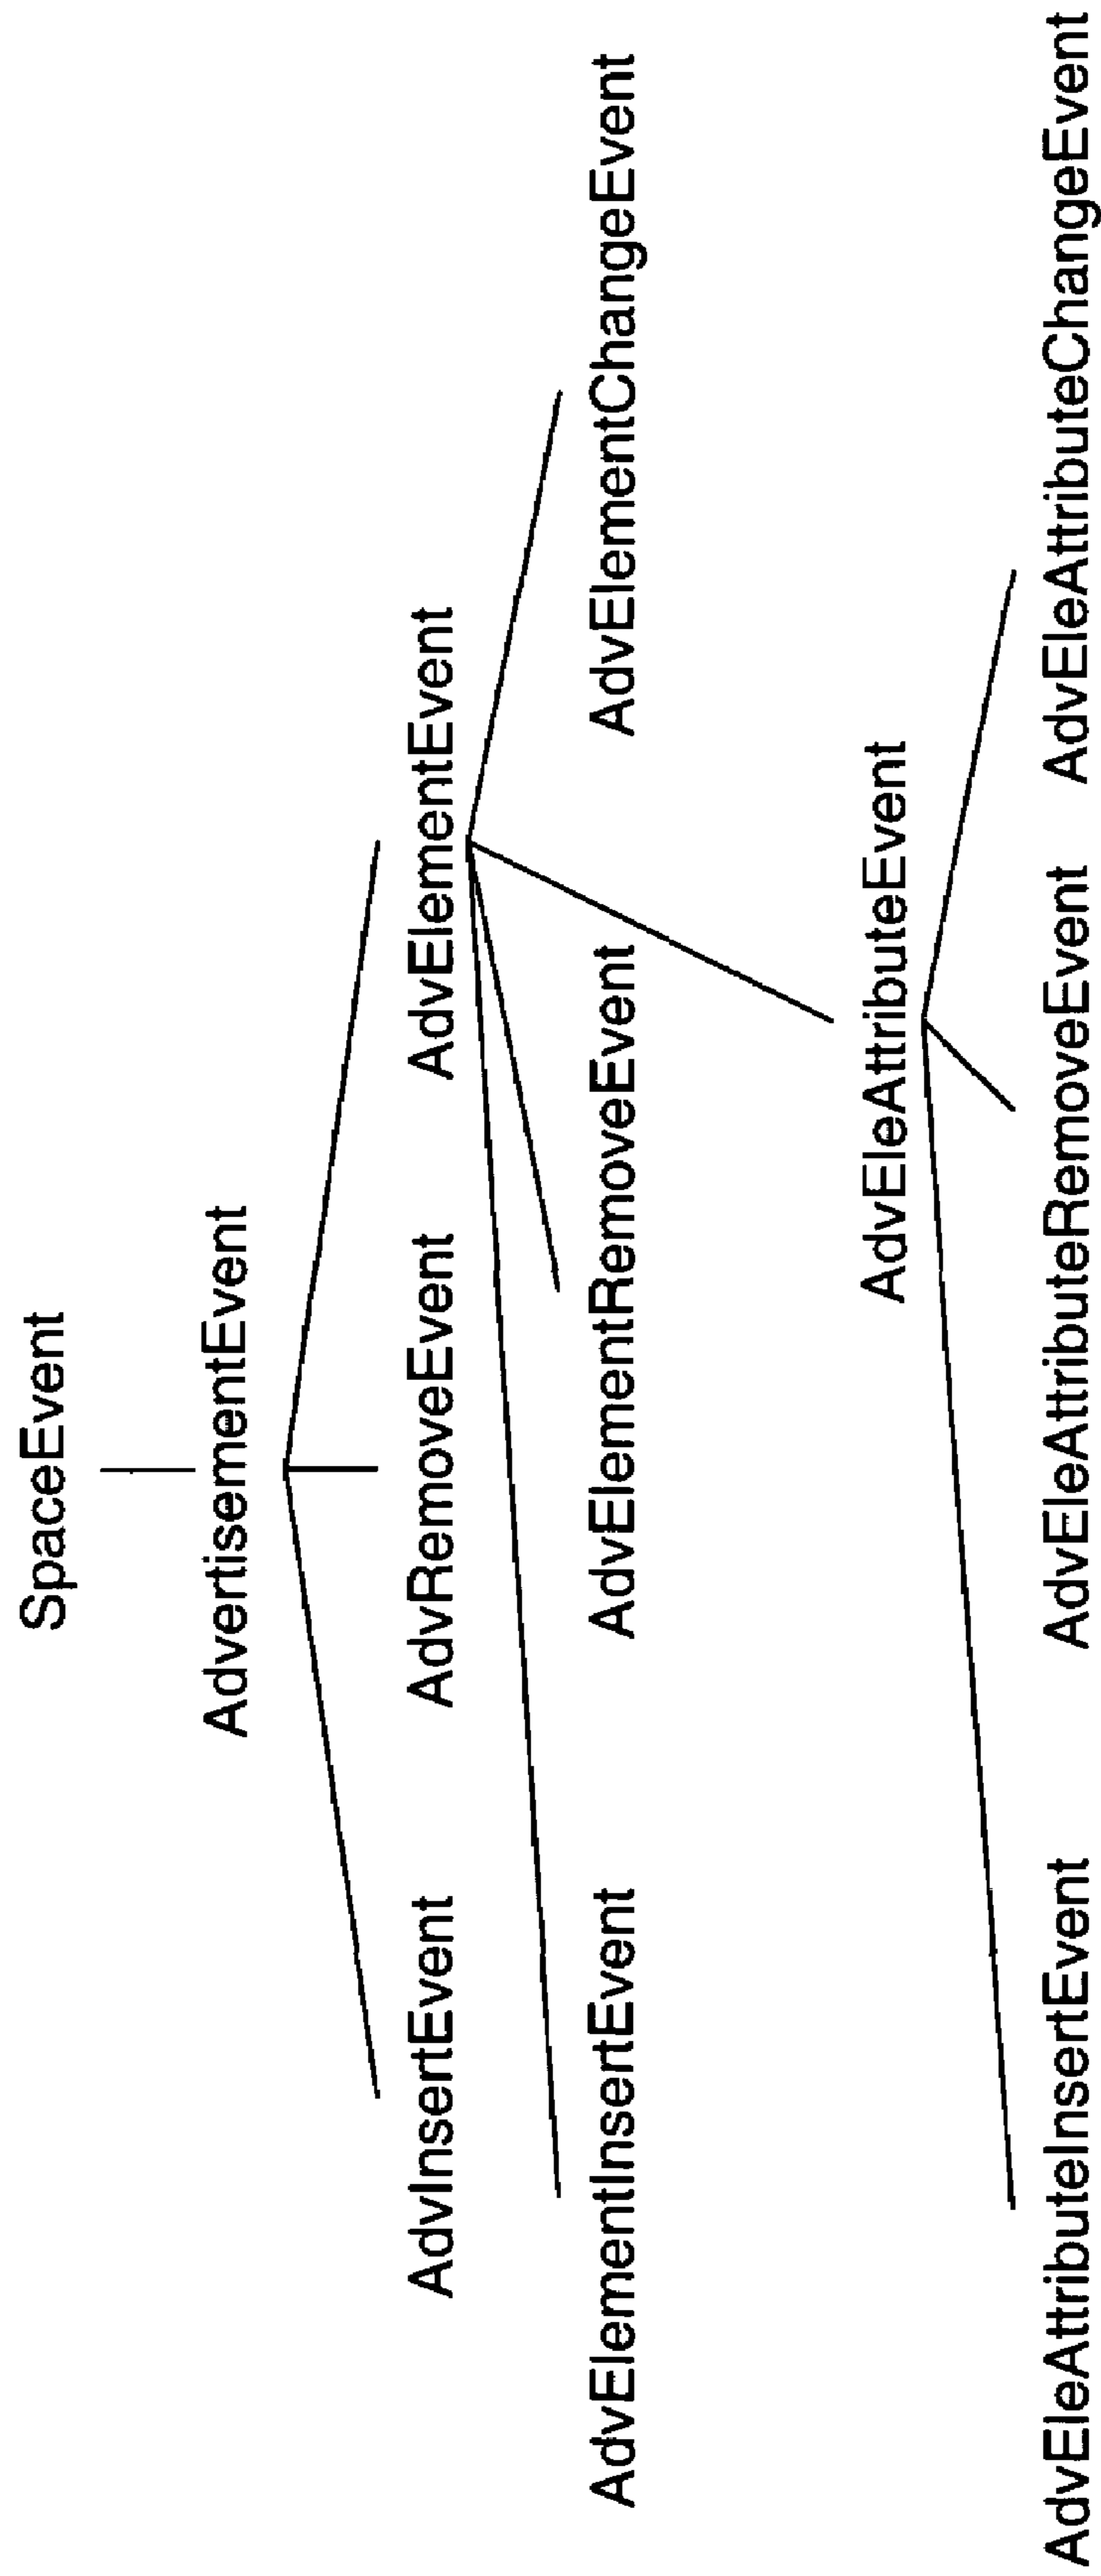 SpaceEvent
AdvertisementEvent
AdvInsertEvent AdvRemoveEvent AdvElementEvent
AdvElementInsertEvent AdvElementRemoveEvent AdvElementChangeEvent
AdvEleAttributeEvent
AdvEleAttributeInsertEvent AdvEleAttributeRemoveEvent AdvEleAttributeChangeEvent